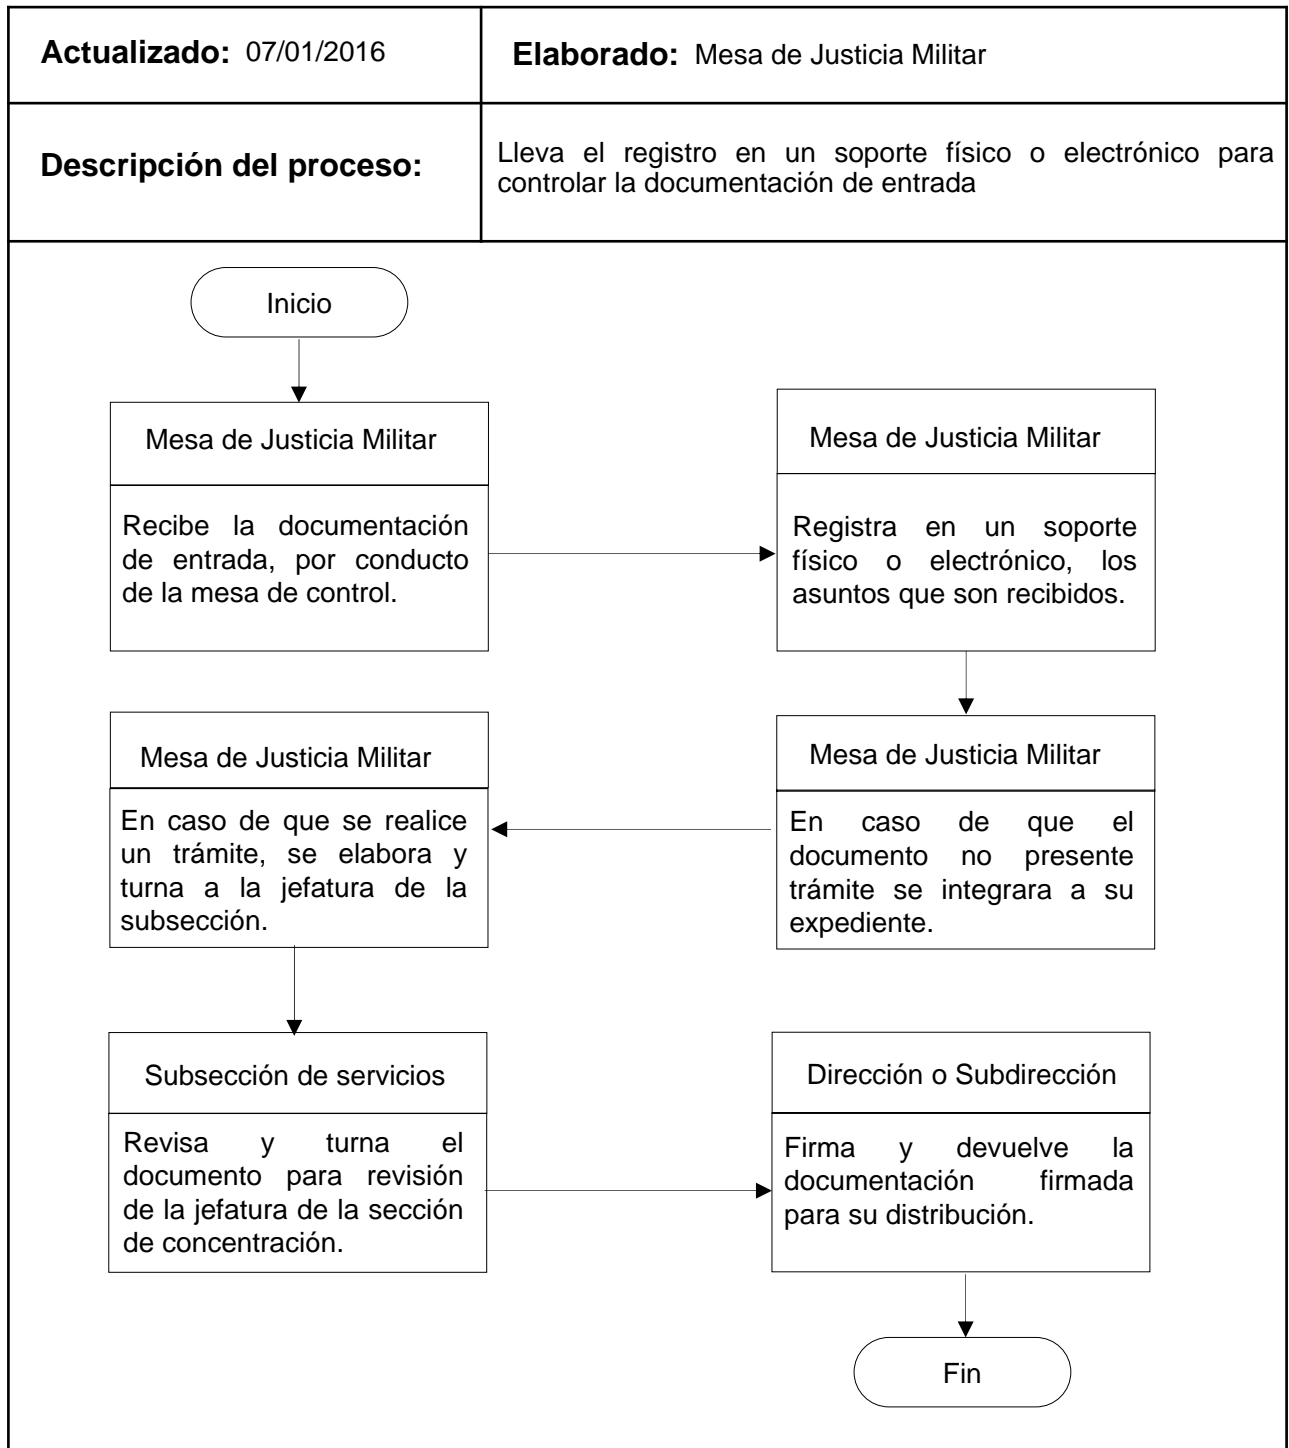 Actualizado: 07/01/2016
Elaborado: Mesa de Justicia Militar
Descripción del proceso:
Lleva el registro en un soporte físico o electrónico para
controlar la documentación de entrada
Inicio
Mesa de Justicia Militar
Recibe la documentación
de entrada, por conducto
de la mesa de control.
Mesa de Justicia Militar
Registra en un soporte
físico o electrónico, los
asuntos que son recibidos.
Mesa de Justicia Militar
En caso de que el
documento no presente
trámite se integrara a su
expediente.
Mesa de Justicia Militar
En caso de que se realice
un trámite, se elabora y
turna a la jefatura de la
subsección.
Subsección de servicios
Revisa y turna el
documento para revisión
de la jefatura de la sección
de concentración.
Dirección o Subdirección
Firma y devuelve la
documentación firmada
para su distribución.
Fin